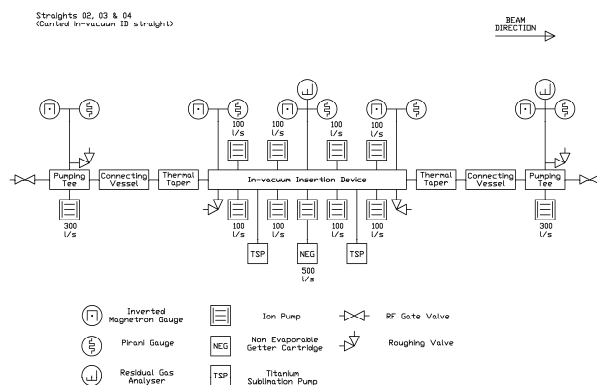 Straights 02, 03 & 04
(Canted in-vacuum ID straight)
BEAM
DIRECTION
100
l/s
100
l/s
100
l/s
100
l/s
Pumping
Tee
Connecting
Vessel
Thermal
Taper
In-vacuum Insertion Device
Thermal
Taper
Connecting
Vessel
Pumping
Tee
300
l/s
100
l/s
100
l/s
100
l/s
100
l/s
300
l/s
TSP
NEG
TSP
500
l/s
Inverted
Magnetron Gauge
Ion Pump
RF Gate Valve
Pirani Gauge
NEG
Non Evaporable
Getter Cartridge
Roughing Valve
Residual Gas
Analyser
TSP
Titanium
Sublimation Pump